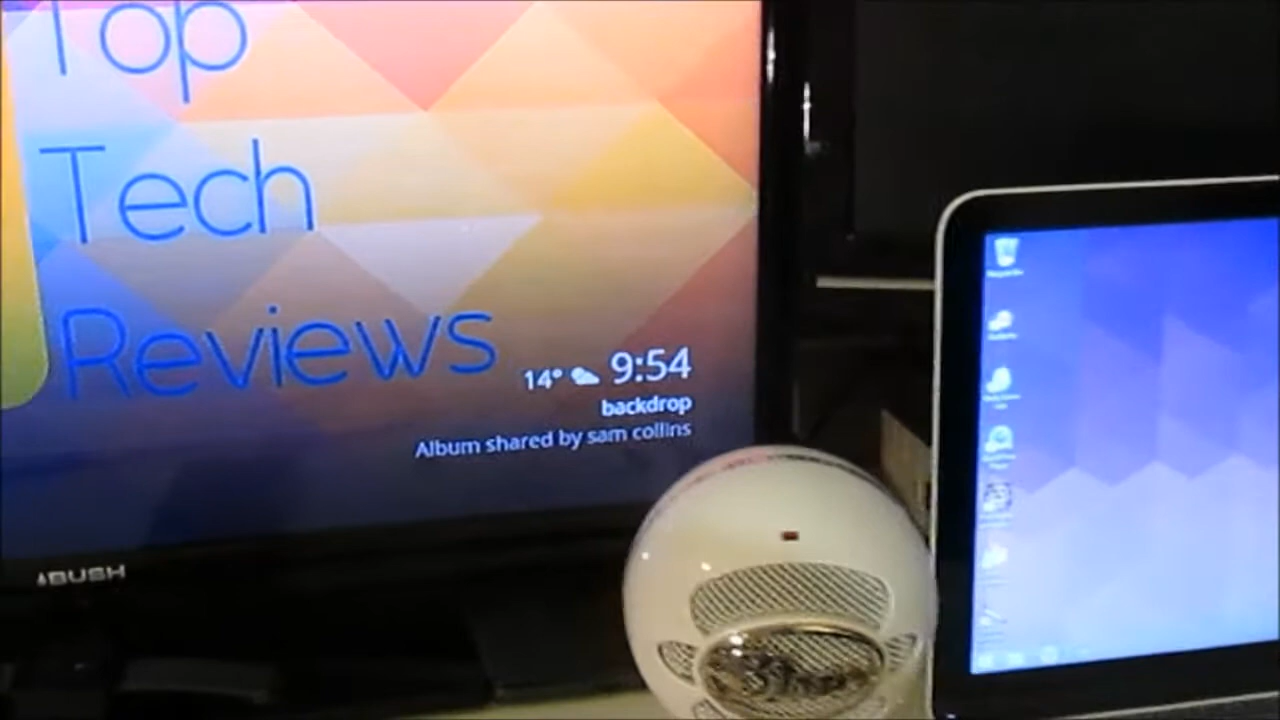 Top
Tech
Reviews
14° 9:54
backdrop
Album shared by sam collins
BUSH